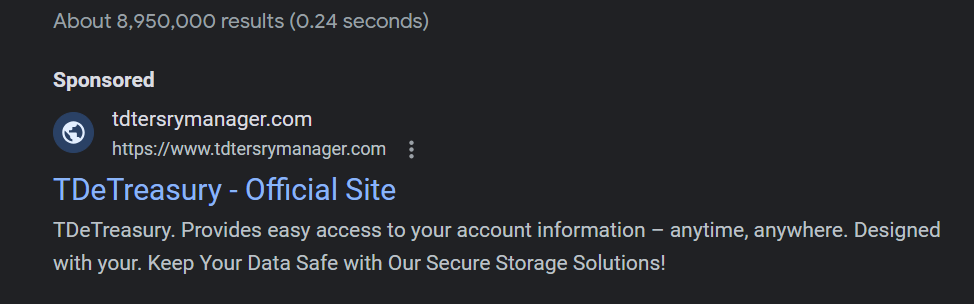 About 8,950,000 results (0.24 seconds)
Sponsored
tdtersrymanager.com
https://www.tdtersrymanager.com
TDeTreasury - Official Site
TDeTreasury. Provides easy access to your account information – anytime, anywhere. Designed
with your. Keep Your Data Safe with Our Secure Storage Solutions!